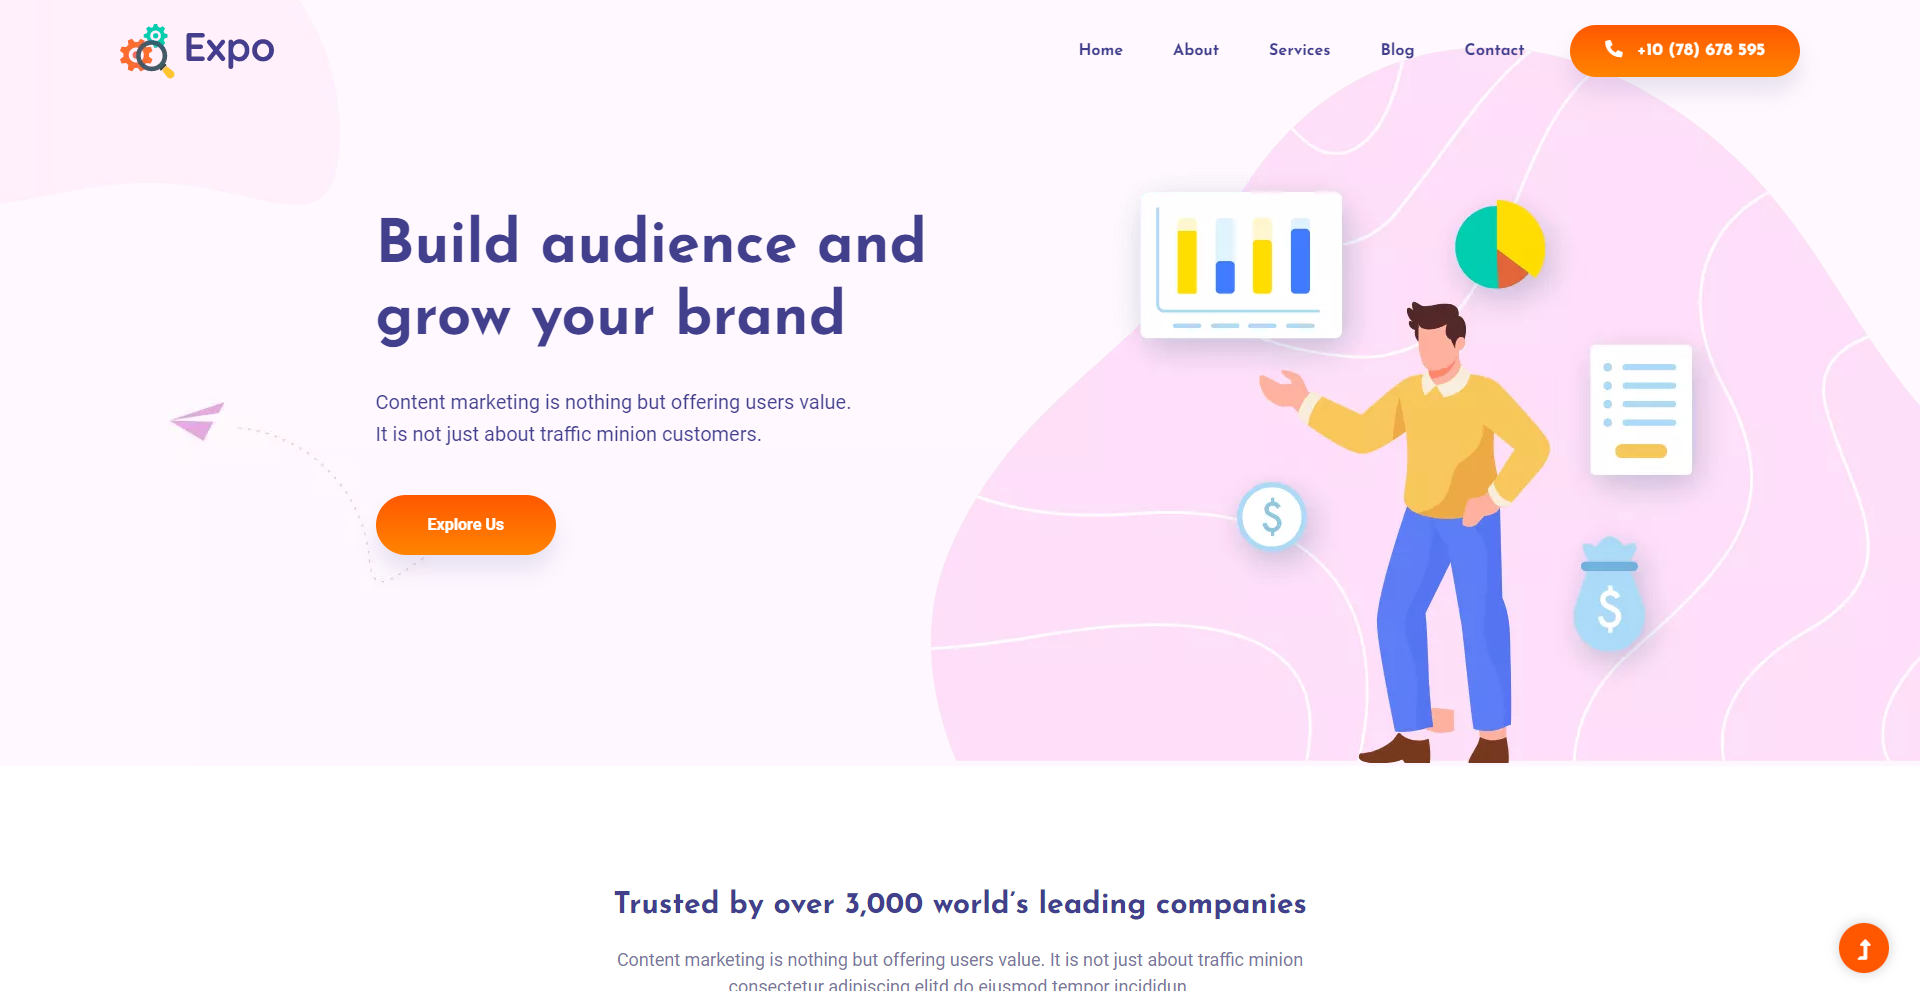 Expo
Home
About
Services
Blog
Contact
+10 (78) 678 595
Build audience and
grow your brand
Content marketing is nothing but offering users value.
It is not just about traffic minion customers.
Explore Us
$
$
Trusted by over 3,000 world's leading companies
Content marketing is nothing but offering users value. It is not just about traffic minion
consectetur adipiscing elitd do eiusmod tempor incididun